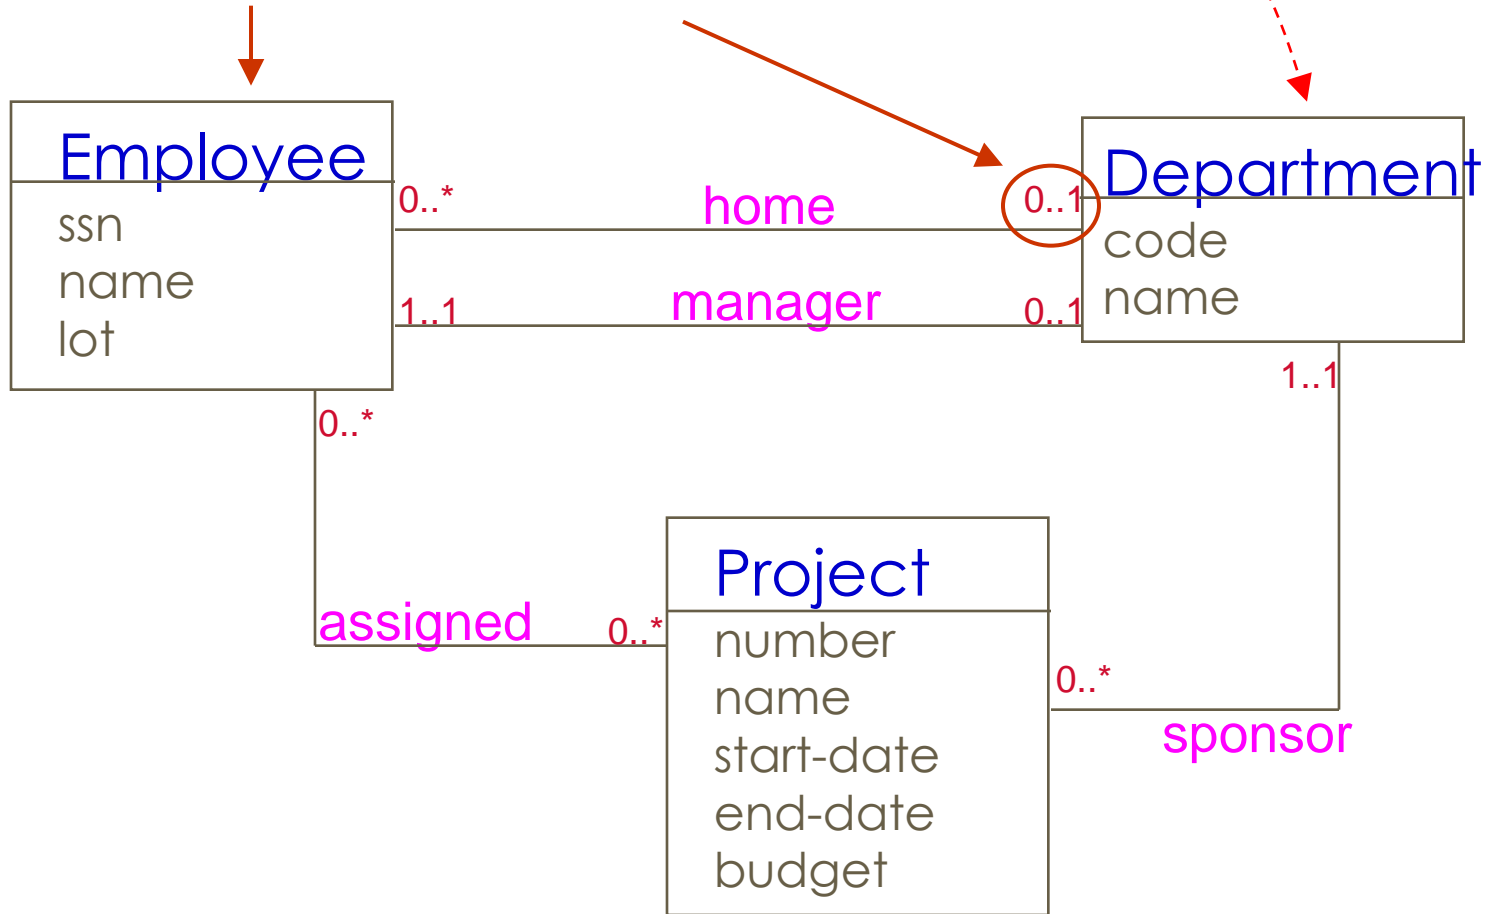 Employee
ssn
name
lot
0..*
home
0..1
1..1
manager
0..1
Department
code
name
1..1
0..*
assigned
0..*
Project
number
name
start-date
end-date
budget
0..*
sponsor